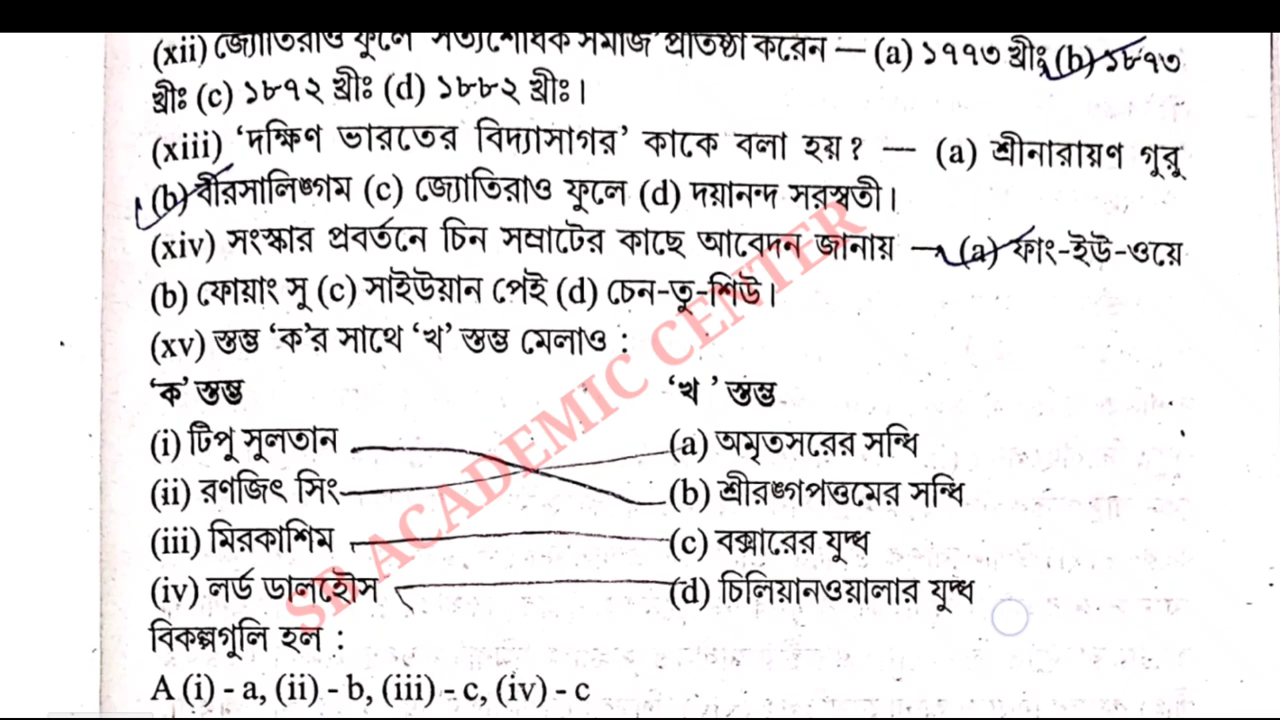 (xii) জ্যোতিরাও ফুলে 'সত্যশোধক সমাজ' প্রতিষ্ঠা করেন — (a) ১৭৭৩ খ্রীঃ (b) ১৮৭৩
খ্রীঃ (c) ১৮৭২ খ্রীঃ (d) ১৮৮২ খ্রীঃ।
(xiii) 'দক্ষিণ ভারতের বিদ্যাসাগর' কাকে বলা হয়? — (a) শ্রীনারায়ণ গুরু
(b) বীরসালিঙ্গম (c) জ্যোতিরাও ফুলে (d) দয়ানন্দ সরস্বতী।
(xiv) সংস্কার প্রবর্তনে চিন সম্রাটের কাছে আবেদন জানায় — (a) ফাং-ইউ-ওয়ে
(b) ফোয়াং সু (c) সাইউয়ান পেই (d) চেন-তু-শিউ।
(xv) স্তম্ভ 'ক'র সাথে 'খ' স্তম্ভ মেলাও :
'ক' স্তম্ভ 'খ ' স্তম্ভ
(i) টিপু সুলতান (a) অমৃতসরের সন্ধি
(ii) রণজিৎ সিং (b) শ্রীরঙ্গপত্তমের সন্ধি
(iii) মিরকাশিম (c) বক্সারের যুদ্ধ
(iv) লর্ড ডালহৌস (d) চিলিয়ানওয়ালার যুদ্ধ
বিকল্পগুলি হল :
A (i) - a, (ii) - b, (iii) - c, (iv) - c
SB ACADEMIC CENTER